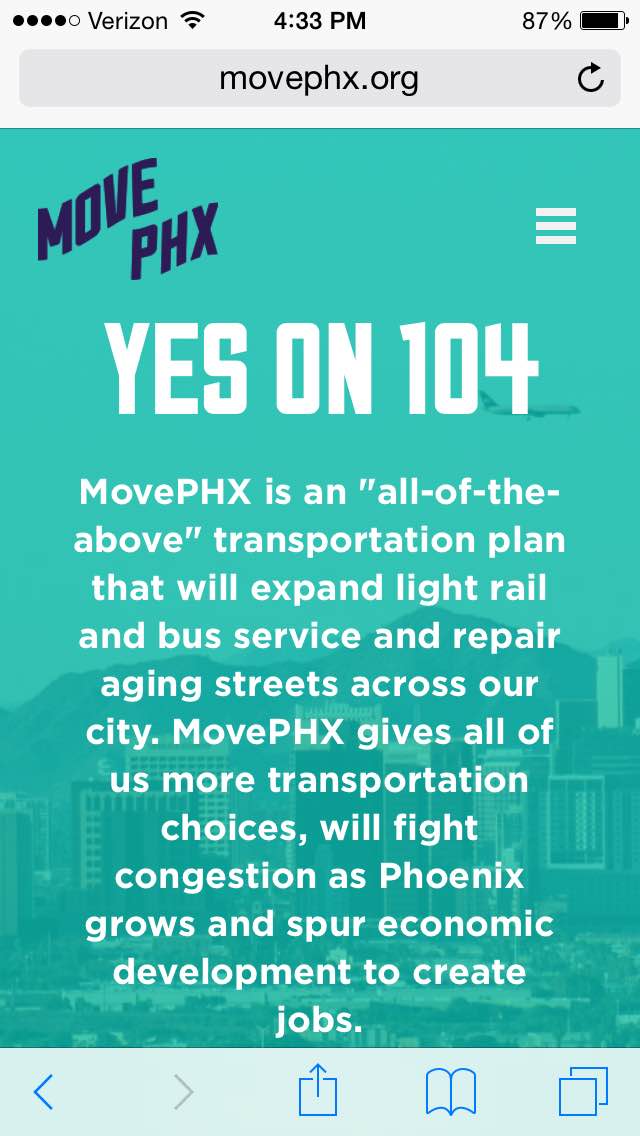 Verizon 4:33 PM 87%
movephx.org
MOVE
PHX
YES ON 104
MovePHX is an "all-of-the-
above" transportation plan
that will expand light rail
and bus service and repair
aging streets across our
city. MovePHX gives all of
us more transportation
choices, will fight
congestion as Phoenix
grows and spur economic
development to create
jobs.